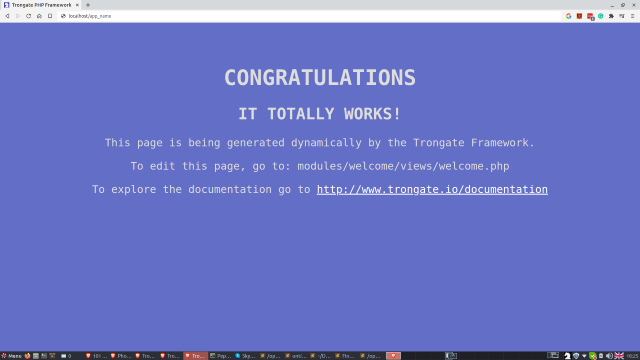 Trongate PHP Framework
localhost/app_name
CONGRATULATIONS
IT TOTALLY WORKS!
This page is being generated dynamically by the Trongate Framework.
To edit this page, go to: modules/welcome/views/welcome.php
To explore the documentation go to http://www.trongate.io/documentation
Menu